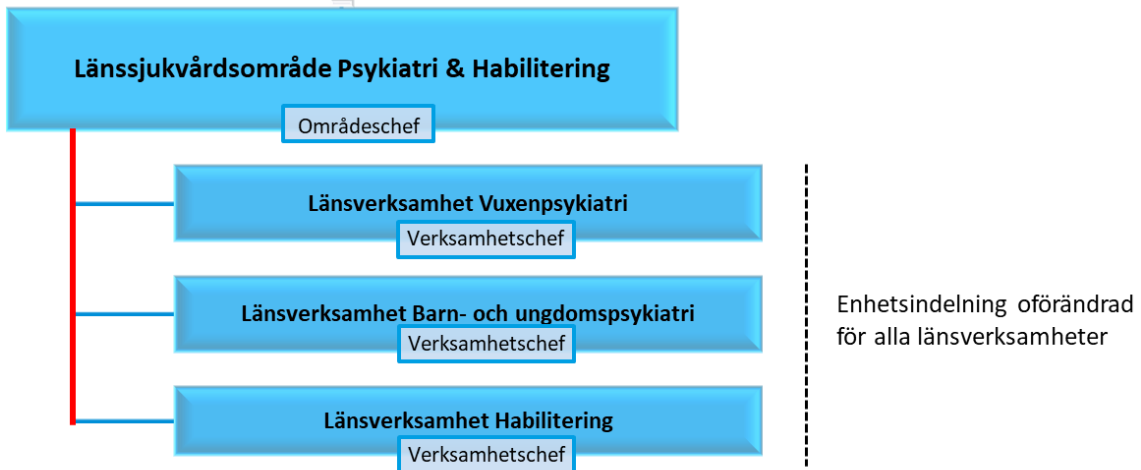 Länssjukvårdsområde Psykiatri & Habilitering
Områdeschef
Länsverksamhet Vuxenpsykiatri
Verksamhetschef
Länsverksamhet Barn- och ungdomspsykiatri
Verksamhetschef
Länsverksamhet Habilitering
Verksamhetschef
Enhetsindelning oförändrad
för alla länsverksamheter